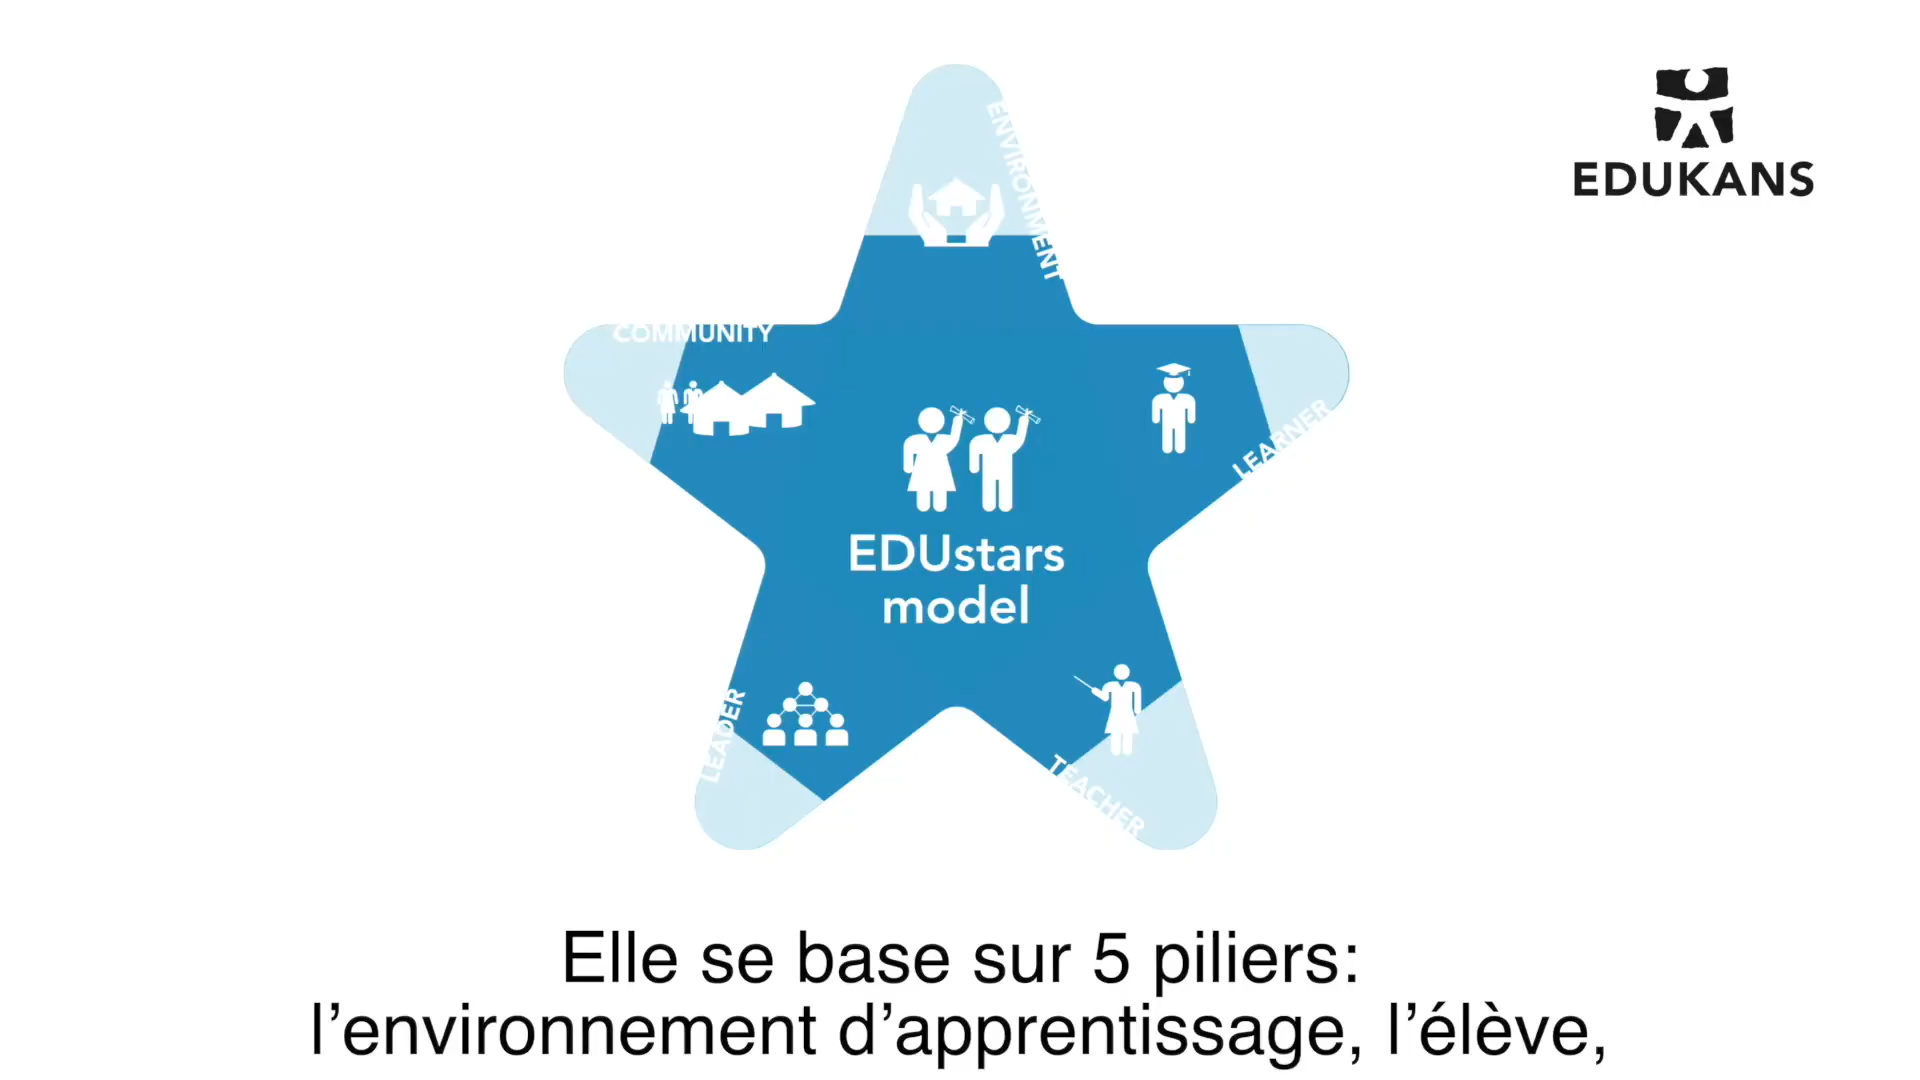 ENVIRONMENT
EDUKANS
COMMUNITY
LEARNER
EDUstars
model
LEADER
TEACHER
Elle se base sur 5 piliers:
l’environnement d’apprentissage, l’élève,